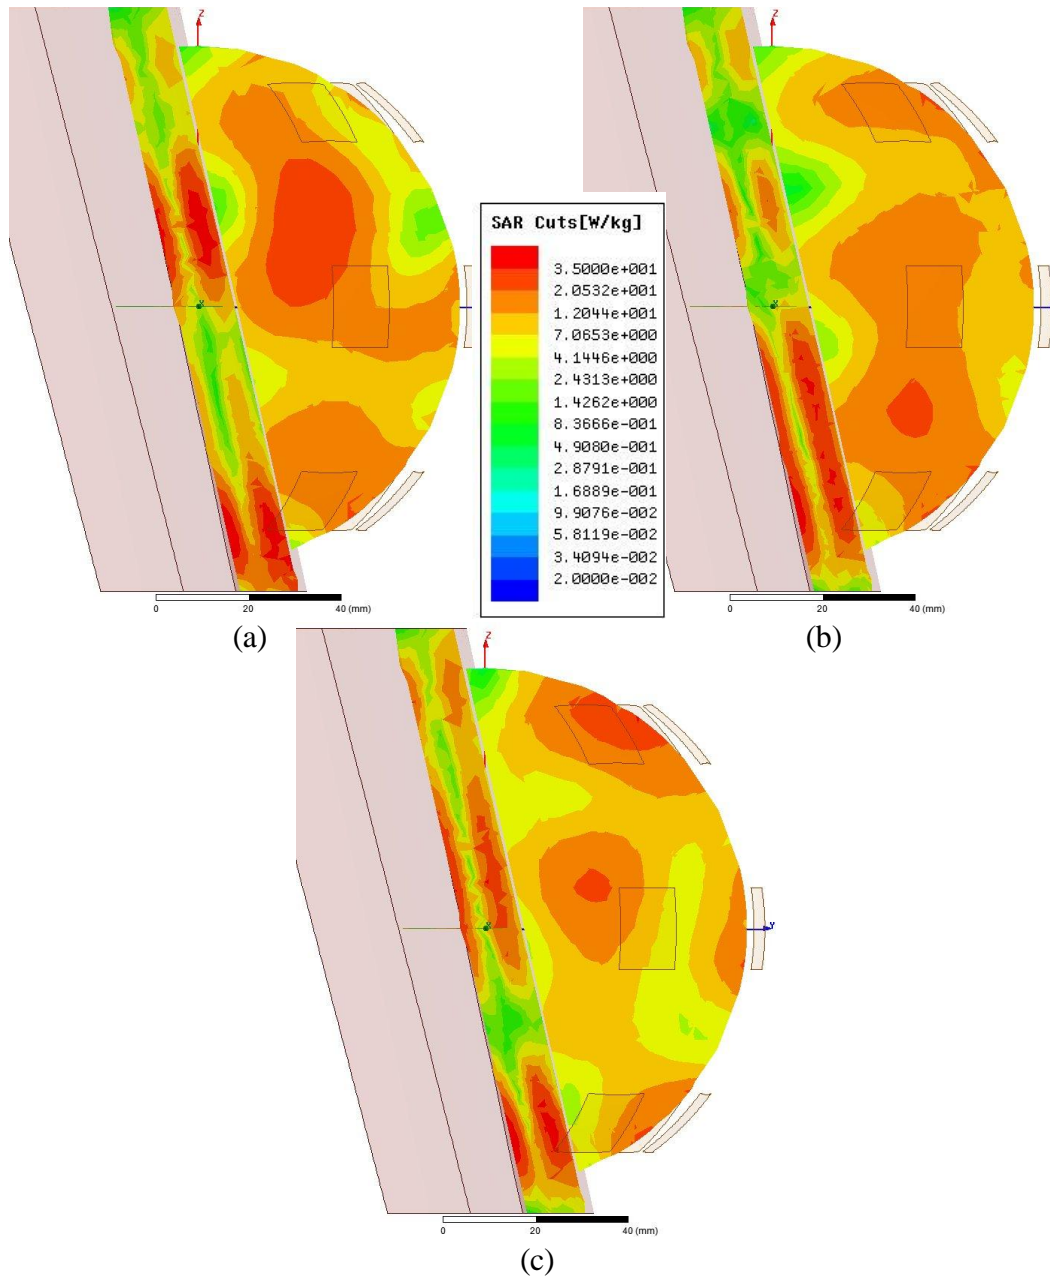 Z
Z
SAR Cuts[W/kg]
3.5000e+001
2.0532e+001
1.2044e+001
7.0653e+000
4.1446e+000
2.4313e+000
1.4262e+000
8.3666e-001
4.9080e-001
2.8791e-001
1.6889e-001
9.9076e-002
5.8119e-002
3.4094e-002
2.0000e-002
0 20 40 (mm)
0 20 40 (mm)
(a)
(b)
Z
Y
0 20 40 (mm)
(c)